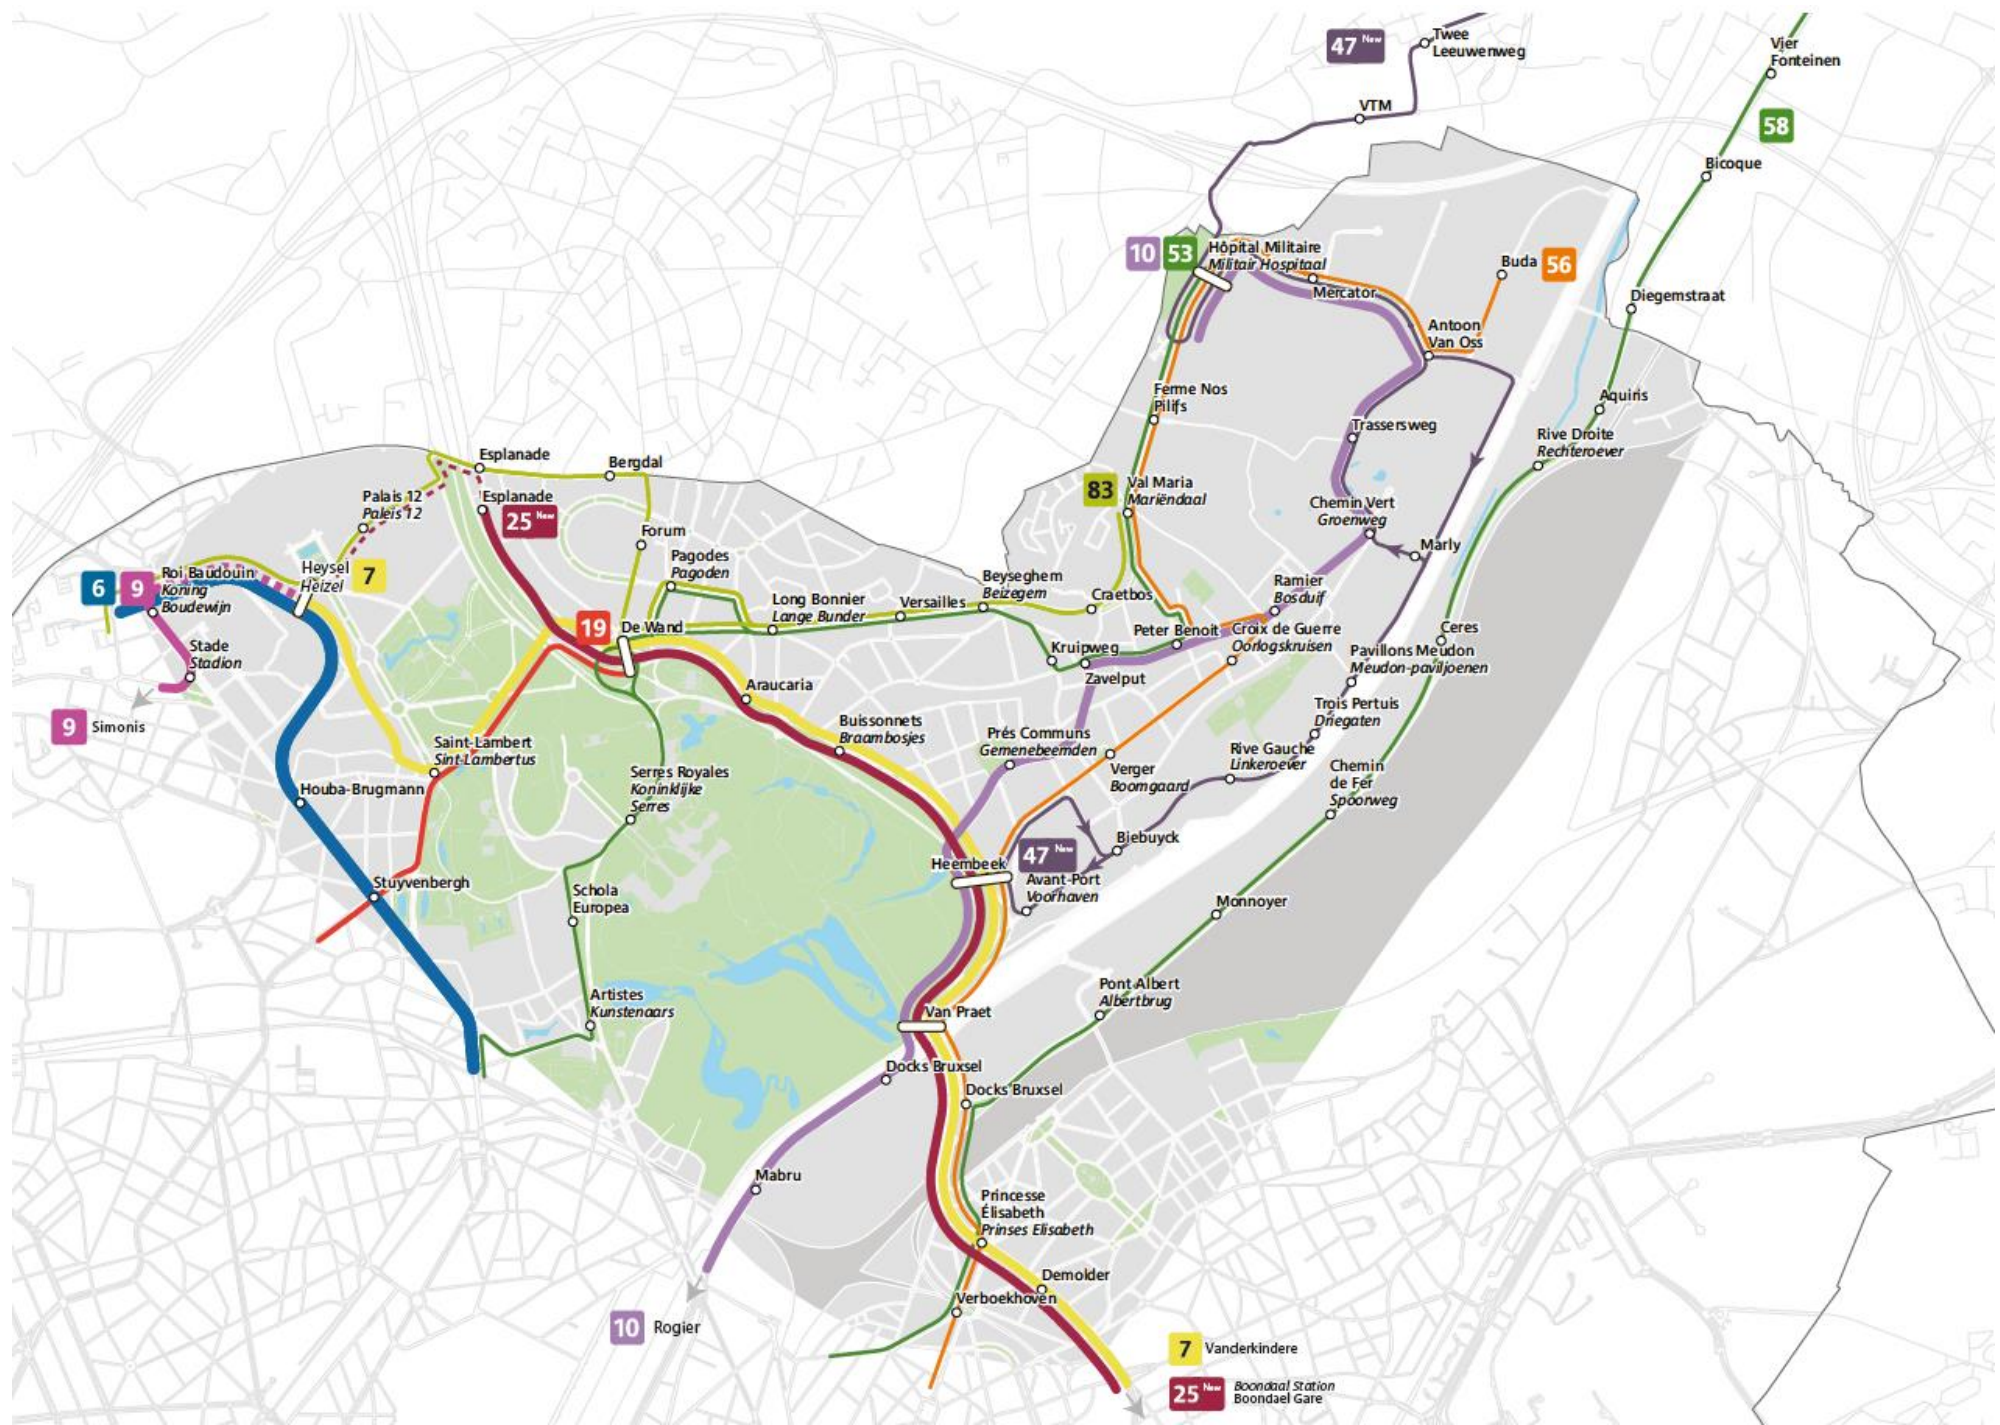 47 New
Twee
Leeuwenweg
Vier
Fonteinen
VTM
58
Bicoque
10
53
Hôpital Militaire
Militair Hospitaal
Buda
56
Mercator
Diegemstraat
Antoon
Van Oss
Ferme Nos
Pilifs
Aquiris
Trassersweg
Rive Droite
Rechteroever
Esplanade
Bergdal
Palais 12
Paleis 12
Esplanade
25 New
83
Val Maria
Mariëndaal
Chemin Vert
Groenweg
Forum
Marly
Pagodes
Pagoden
Heysel
Heizel
7
6
9
Roi Baudouin
Koning
Boudewijn
Beyseghem
Beizegem
Ramier
Bosduif
Long Bonnier
Lange Bunder
Versailles
Craetbos
19
De Wand
Peter Benoit
Croix de Guerre
Oorlogskruisen
Ceres
Stade
Stadion
Kruipweg
Zavelput
Pavillons Meudon
Meudon-paviljoenen
Araucaria
Trois Pertuis
Driegaten
9
Simonis
Buissonnets
Braambosjes
Prés Communs
Gemenebeemden
Saint-Lambert
Sint Lambertus
Rive Gauche
Linkeroever
Verger
Boomgaard
Chemin
de Fer
Spoorweg
Serres Royales
Koninklijke
Serres
Houba-Brugmann
Biebuyck
47 New
Heembeek
Avant-Port
Voorhaven
Stuyvenbergh
Schola
Europea
Monnoyer
Pont Albert
Albertbrug
Artistes
Kunstenaars
Van Praet
Docks Bruxsel
Docks Bruxsel
Mabru
Princesse
Élisabeth
Prinses Elisabeth
Demolder
Verboekhoven
10
Rogier
7
Vanderkindere
25 New
Boondaal Station
Boondael Gare